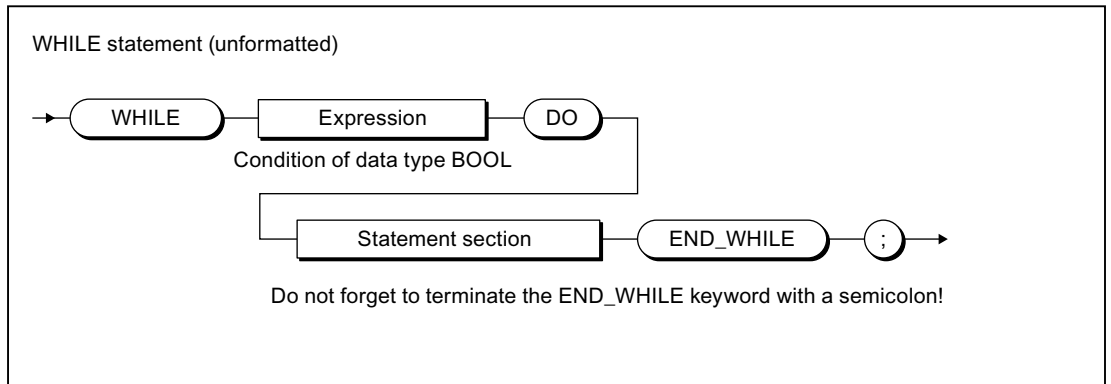 WHILE statement (unformatted)
WHILE Expression DO
Condition of data type BOOL
Statement section END_WHILE ;
Do not forget to terminate the END_WHILE keyword with a semicolon!